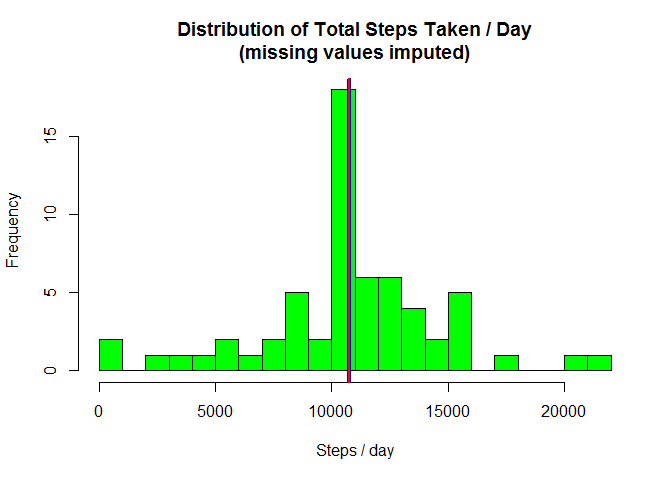 Distribution of Total Steps Taken / Day
(missing values imputed)
Frequency
15
10
5
0
0
5000
10000
15000
20000
Steps / day